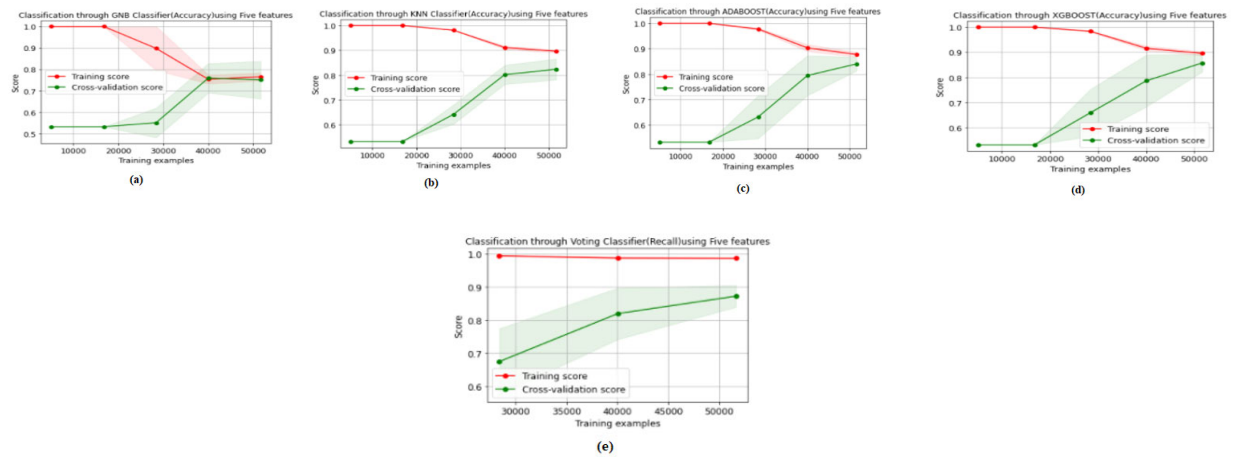 Classification through GNB Classifier(Accuracy)using Five features
1.0
0.9
0.8
0.7
0.6
0.5
Score
Training score
Cross-validation score
10000 20000 30000 40000 50000
Training examples
(a)
Classification through KNN Classifier(Accuracy)using Five features
1.0
0.9
0.8
0.7
0.6
Score
Training score
Cross-validation score
10000 20000 30000 40000 50000
Training examples
(b)
Classification through ADABOOST(Accuracy)using Five features
1.0
0.9
0.8
0.7
0.6
Score
Training score
Cross-validation score
10000 20000 30000 40000 50000
Training examples
(c)
Classification through XGBOOST(Accuracy)using Five features
1.0
0.9
0.8
0.7
0.6
Score
Training score
Cross-validation score
10000 20000 30000 40000 50000
Training examples
(d)
Classification through Voting Classifier(Recall)using Five features
1.0
0.9
0.8
0.7
0.6
Score
Training score
Cross-validation score
30000 35000 40000 45000 50000
Training examples
(e)